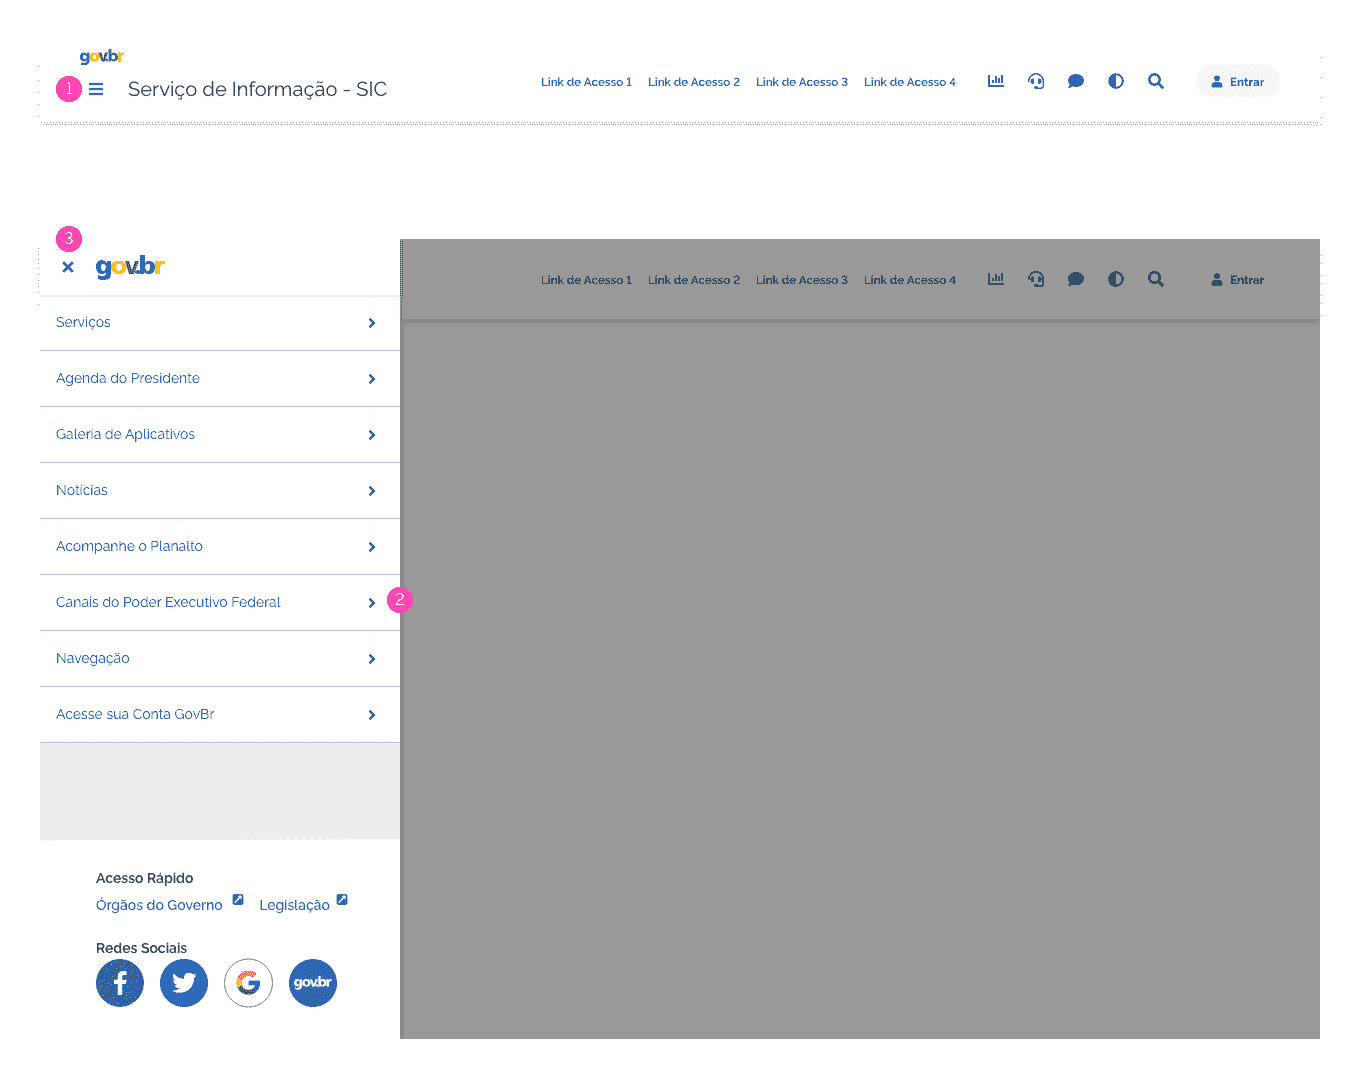 gov.br
1 Serviço de Informação - SIC Link de Acesso 1 Link de Acesso 2 Link de Acesso 3 Link de Acesso 4 Entrar
3
gov.br Link de Acesso 1 Link de Acesso 2 Link de Acesso 3 Link de Acesso 4 Entrar
Serviços
Agenda do Presidente
Galeria de Aplicativos
Notícias
Acompanhe o Planalto
Canais do Poder Executivo Federal 2
Navegação
Acesse sua Conta GovBr
Acesso Rápido
Órgãos do Governo Legislação
Redes Sociais
gov.br